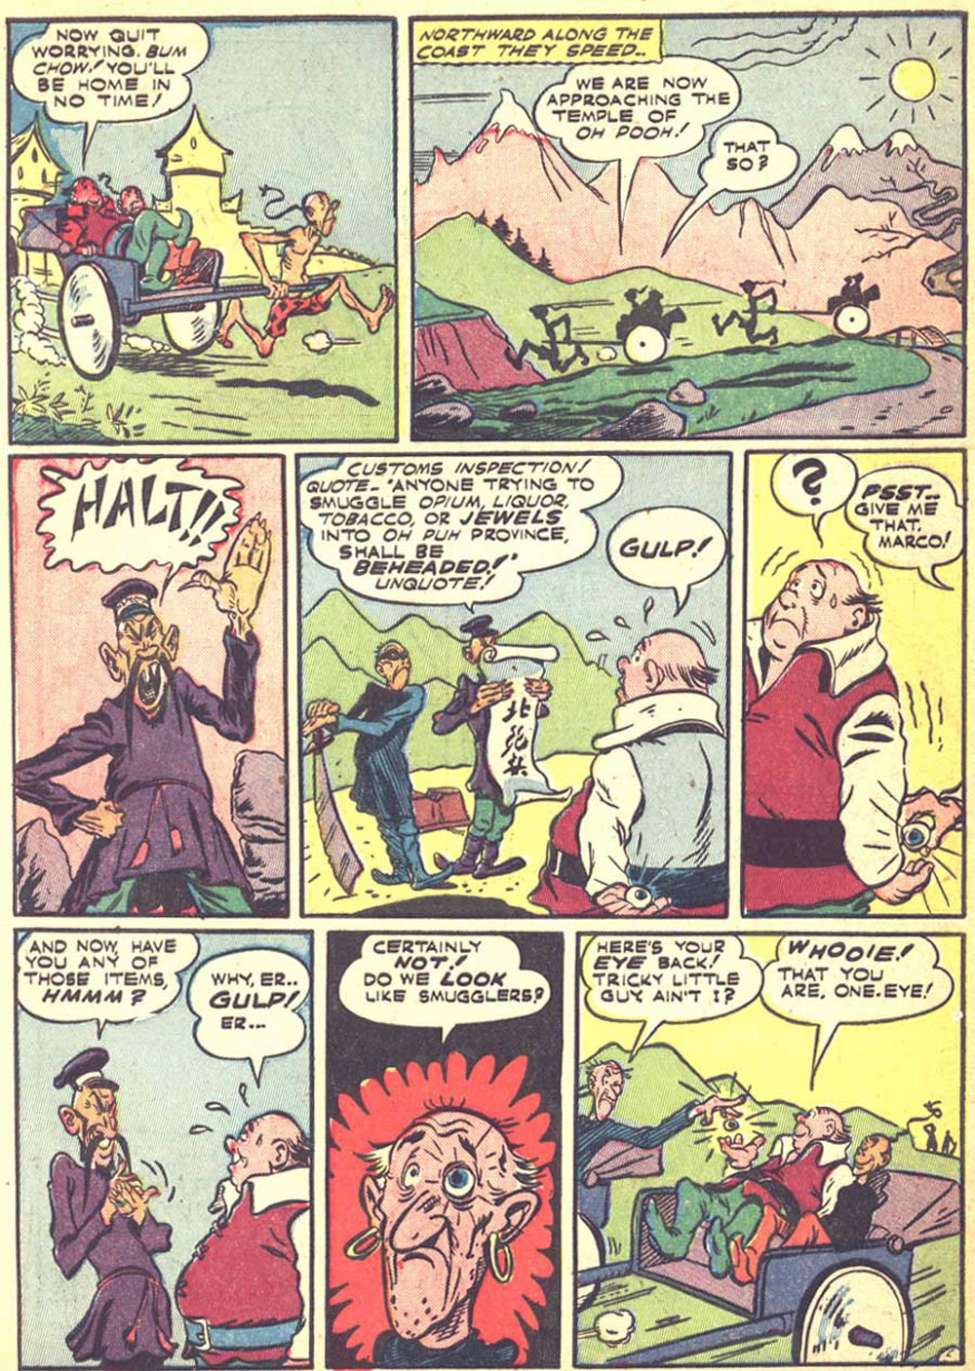 NOW QUIT
WORRYING, BUM
CHOW! YOU'LL
BE HOME IN
NO TIME!
NORTHWARD ALONG THE
COAST THEY SPEED..
WE ARE NOW
APPROACHING THE
TEMPLE OF
OH POOH!
THAT
SO?
HALT!!!
CUSTOMS INSPECTION!
QUOTE- "ANYONE TRYING TO
SMUGGLE OPIUM, LIQUOR,
TOBACCO, OR JEWELS
INTO OH PUH PROVINCE,
SHALL BE
BEHEADED!"
UNQUOTE!
GULP!
北
?
PSST..
GIVE ME
THAT,
MARCO!
AND NOW, HAVE
YOU ANY OF
THOSE ITEMS,
HMMM?
WHY, ER..
GULP!
ER...
CERTAINLY
NOT!
DO WE LOOK
LIKE SMUGGLERS?
HERE'S YOUR
EYE BACK!
TRICKY LITTLE
GUY, AIN'T I?
WHOOIE!
THAT YOU
ARE, ONE-EYE!